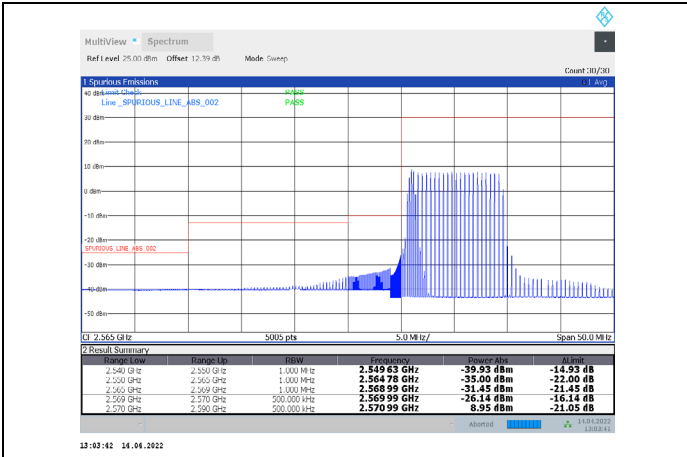 MultiView Spectrum
Ref Level 25.00 dBm Offset 12.39 dB Mode Sweep
Count 30/30
1 Spurious Emissions 1 Avg
40 dBm Limit Check PASS
Line _SPURIOUS_LINE_ABS_002 PASS
30 dBm
20 dBm
10 dBm
0 dBm
-10 dBm
-20 dBm
_SPURIOUS_LINE_ABS_002
-30 dBm
-40 dBm
-50 dBm
CF 2.565 GHz 5005 pts 5.0 MHz/ Span 50.0 MHz
2 Result Summary
Range Low Range Up RBW Frequency Power Abs ΔLimit
2.540 GHz 2.550 GHz 1.000 MHz 2.549 63 GHz -39.93 dBm -14.93 dB
2.550 GHz 2.565 GHz 1.000 MHz 2.564 78 GHz -35.00 dBm -22.00 dB
2.565 GHz 2.569 GHz 1.000 MHz 2.568 99 GHz -31.45 dBm -21.45 dB
2.569 GHz 2.570 GHz 500.000 kHz 2.569 99 GHz -26.14 dBm -16.14 dB
2.570 GHz 2.590 GHz 500.000 kHz 2.570 99 GHz 8.95 dBm -21.05 dB
Aborted 14.04.2022
13:03:41
13:03:42 14.04.2022